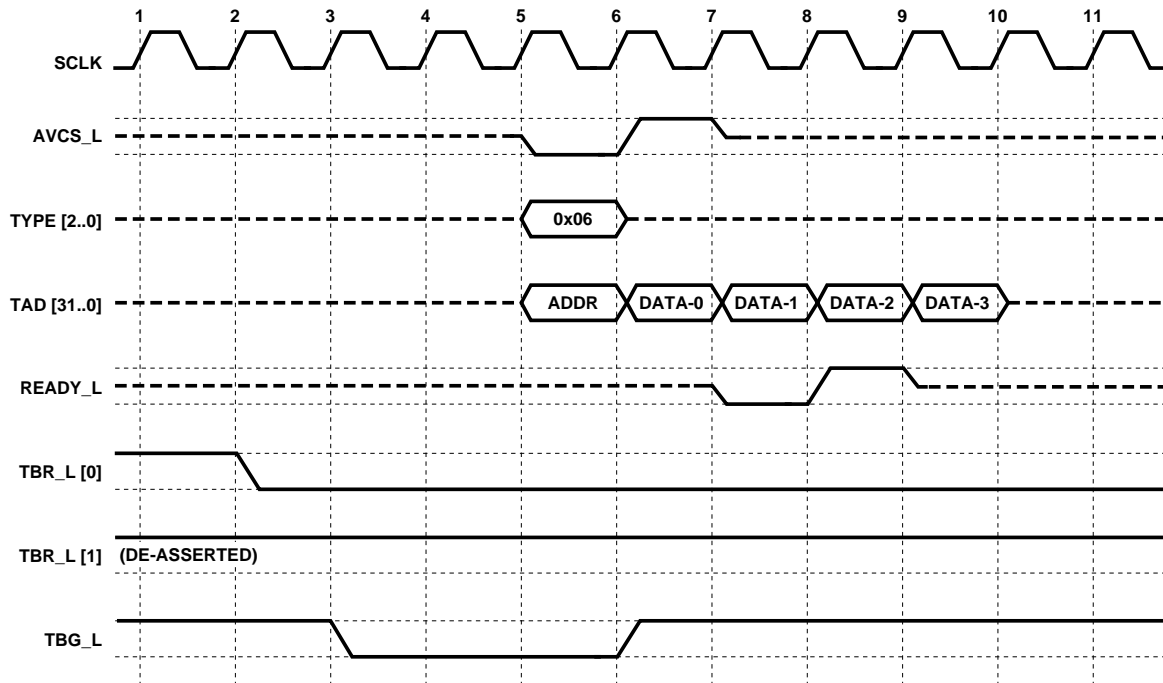 1 2 3 4 5 6 7 8 9 10 11
SCLK
AVCS_L
TYPE [2..0] 0x06
TAD [31..0] ADDR DATA-0 DATA-1 DATA-2 DATA-3
READY_L
TBR_L [0]
TBR_L [1] (DE-ASSERTED)
TBG_L